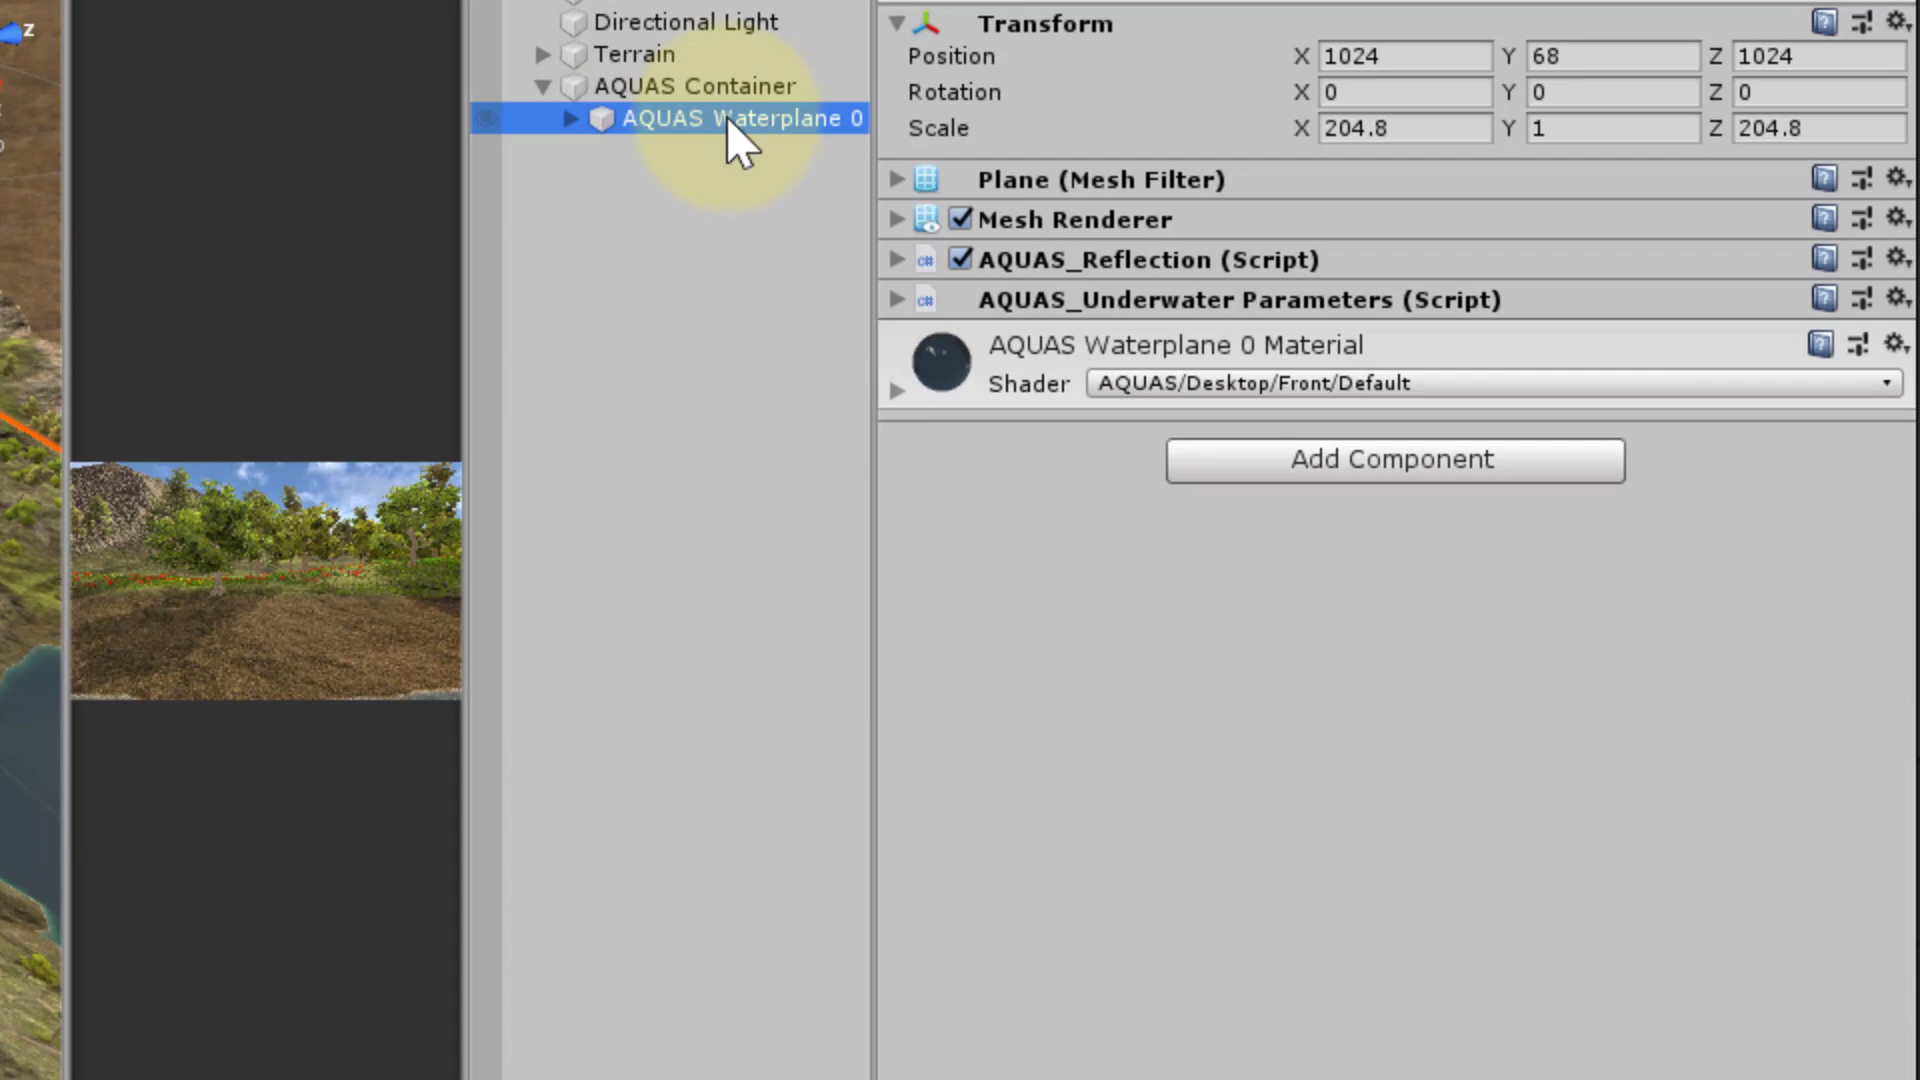 z
Directional Light
Terrain
AQUAS Container
AQUAS Waterplane 0
Transform
Position X 1024 Y 68 Z 1024
Rotation X 0 Y 0 Z 0
Scale X 204.8 Y 1 Z 204.8
Plane (Mesh Filter)
Mesh Renderer
c# AQUAS_Reflection (Script)
c# AQUAS_Underwater Parameters (Script)
AQUAS Waterplane 0 Material
Shader AQUAS/Desktop/Front/Default
Add Component